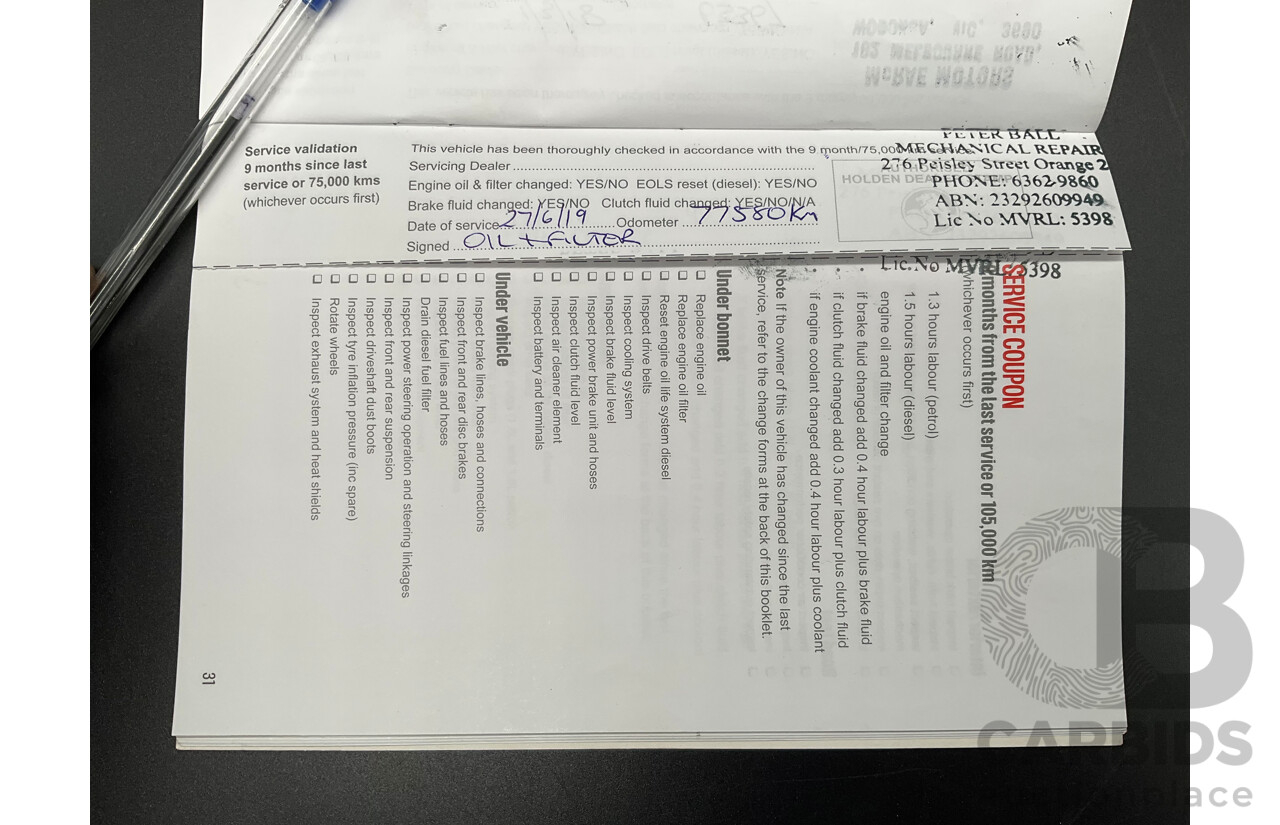 Service validation
9 months since last
service or 75,000 kms
(whichever occurs first)
This vehicle has been thoroughly checked in accordance with the 9 month/75,00
Servicing Dealer
Engine oil & filter changed: YES/NO EOLS reset (diesel): YES/NO
Brake fluid changed: YES/NO Clutch fluid changed: YES/NO/N/A
Date of service 27/6/19 Odometer 77580km
Signed OIL + FILTER
HOLDEN DEA
PETER BALL
MECHANICAL REPAIR
276 Peisley Street Orange 2
PHONE: 6362-9860
ABN: 23292609949
Lic No MVRL: 5398
Lic.No MVRL: 5398
SERVICE COUPON
months from the last service or 105,000 km
whichever occurs first)
1.3 hours labour (petrol)
1.5 hours labour (diesel)
engine oil and filter change
• if brake fluid changed add 0.4 hour labour plus brake fluid
• if clutch fluid changed add 0.3 hour labour plus clutch fluid
• if engine coolant changed add 0.4 hour labour plus coolant
Note If the owner of this vehicle has changed since the last
service, refer to the change forms at the back of this booklet.
Under bonnet
❑ Replace engine oil
❑ Replace engine oil filter
❑ Reset engine oil life system diesel
❑ Inspect drive belts
❑ Inspect cooling system
❑ Inspect brake fluid level
❑ Inspect power brake unit and hoses
❑ Inspect clutch fluid level
❑ Inspect air cleaner element
❑ Inspect battery and terminals
Under vehicle
❑ Inspect brake lines, hoses and connections
❑ Inspect front and rear disc brakes
❑ Inspect fuel lines and hoses
❑ Drain diesel fuel filter
❑ Inspect power steering operation and steering linkages
❑ Inspect front and rear suspension
❑ Inspect driveshaft dust boots
❑ Inspect tyre inflation pressure (inc spare)
❑ Rotate wheels
❑ Inspect exhaust system and heat shields
31
CARBIDS